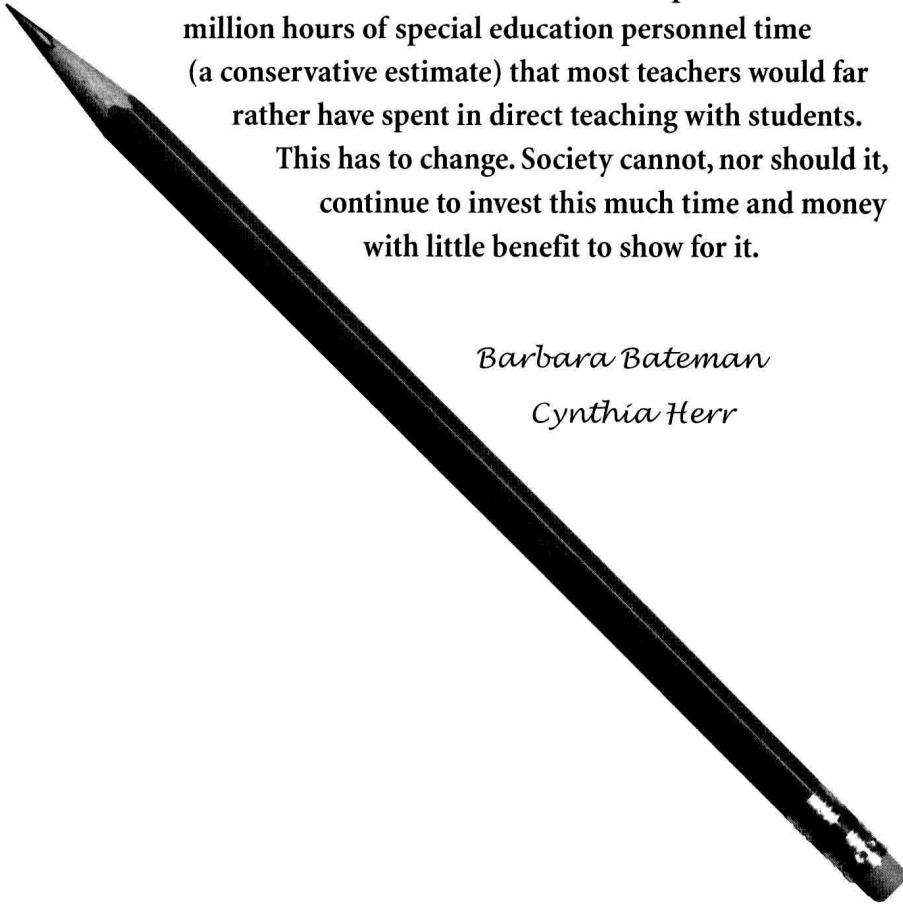 million hours of special education personnel time
(a conservative estimate) that most teachers would far
rather have spent in direct teaching with students.
This has to change. Society cannot, nor should it,
continue to invest this much time and money
with little benefit to show for it.
Barbara Bateman
Cynthia Herr